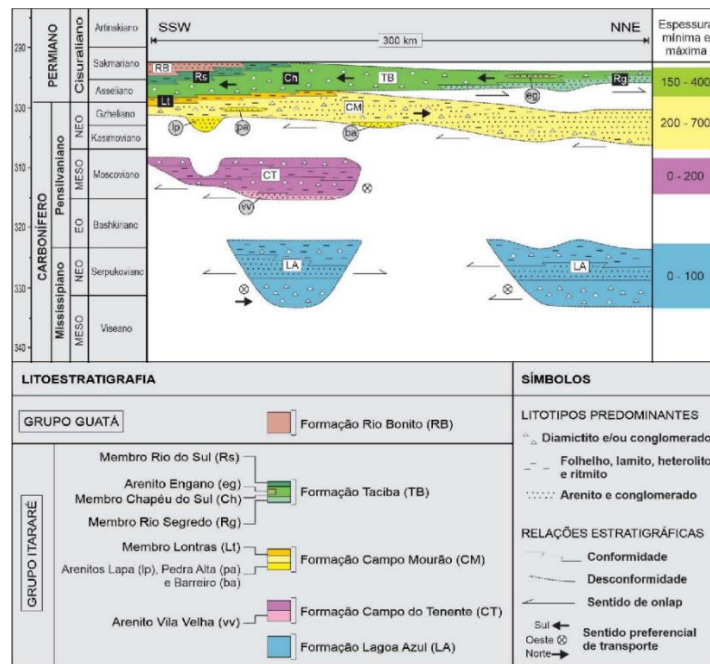 SSW
NNE
300 km
Espessura
mínima e
máxima
PERMIANO
Cisuraliano
Artinskiano
Sakmariano
Asseliano
CARBONÍFERO
Pensilvaniano
NEO
Gzheliano
Kasimoviano
MESO
Moscoviano
EO
Bashkiriano
Mississipiano
NEO
Serpukoviano
MESO
Viseano
290
300
310
320
330
340
RB
Rs
Ch
TB
Rg
eg
Lt
CM
lp
pa
ba
CT
vv
LA
LA
150 - 400
200 - 700
0 - 200
0 - 100
LITOESTRATIGRAFIA
GRUPO GUATÁ
Formação Rio Bonito (RB)
GRUPO ITARARÉ
Membro Rio do Sul (Rs)
Arenito Engano (eg)
Membro Chapéu do Sul (Ch)
Membro Rio Segredo (Rg)
Formação Taciba (TB)
Membro Lontras (Lt)
Arenitos Lapa (lp), Pedra Alta (pa)
e Barreiro (ba)
Formação Campo Mourão (CM)
Arenito Vila Velha (vv)
Formação Campo do Tenente (CT)
Formação Lagoa Azul (LA)
SÍMBOLOS
LITOTIPOS PREDOMINANTES
Diamictito e/ou conglomerado
Folhelho, lamito, heterolito
e ritmito
Arenito e conglomerado
RELAÇÕES ESTRATIGRÁFICAS
Conformidade
Desconformidade
Sentido de onlap
Sul
Oeste
Norte
Sentido preferencial
de transporte